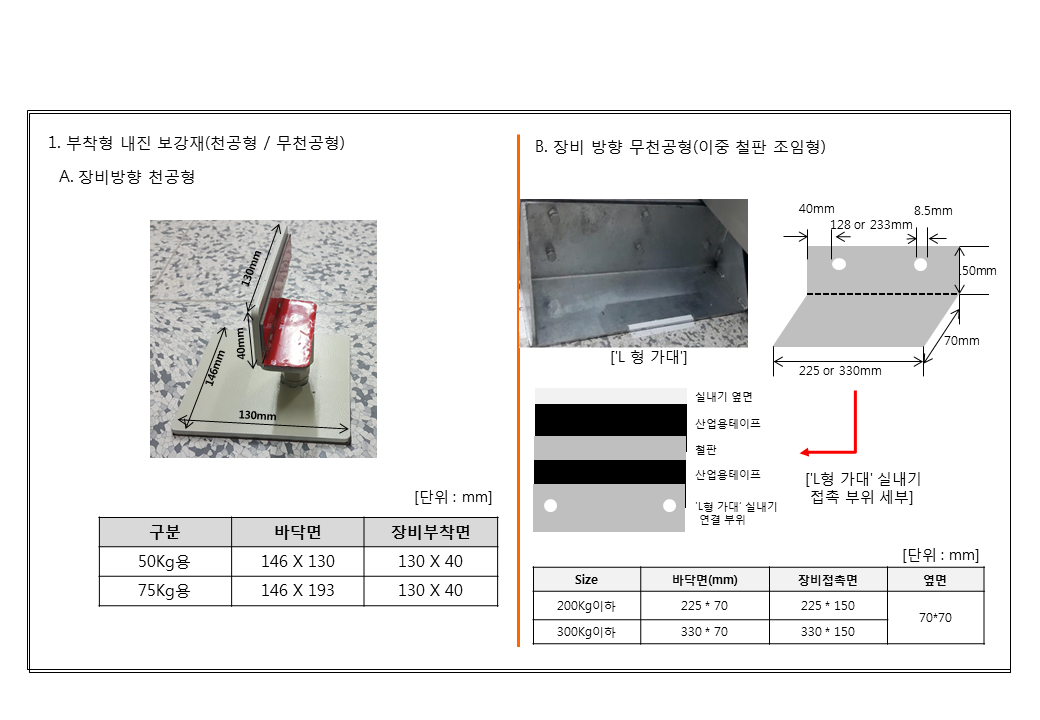 1. 부착형 내진 보강재(천공형 / 무천공형)
A. 장비방향 천공형
130mm
40mm
146mm
130mm
[단위 : mm]
구분 바닥면 장비부착면
50Kg용 146 X 130 130 X 40
75Kg용 146 X 193 130 X 40
B. 장비 방향 무천공형(이중 철판 조임형)
['L 형 가대']
40mm
8.5mm
128 or 233mm
.50mm
70mm
225 or 330mm
실내기 옆면
산업용테이프
철판
산업용테이프
'L형 가대' 실내기
연결 부위
['L형 가대' 실내기
접촉 부위 세부]
[단위 : mm]
Size 바닥면(mm) 장비접촉면 옆면
200Kg이하 225 * 70 225 * 150 70*70
300Kg이하 330 * 70 330 * 150